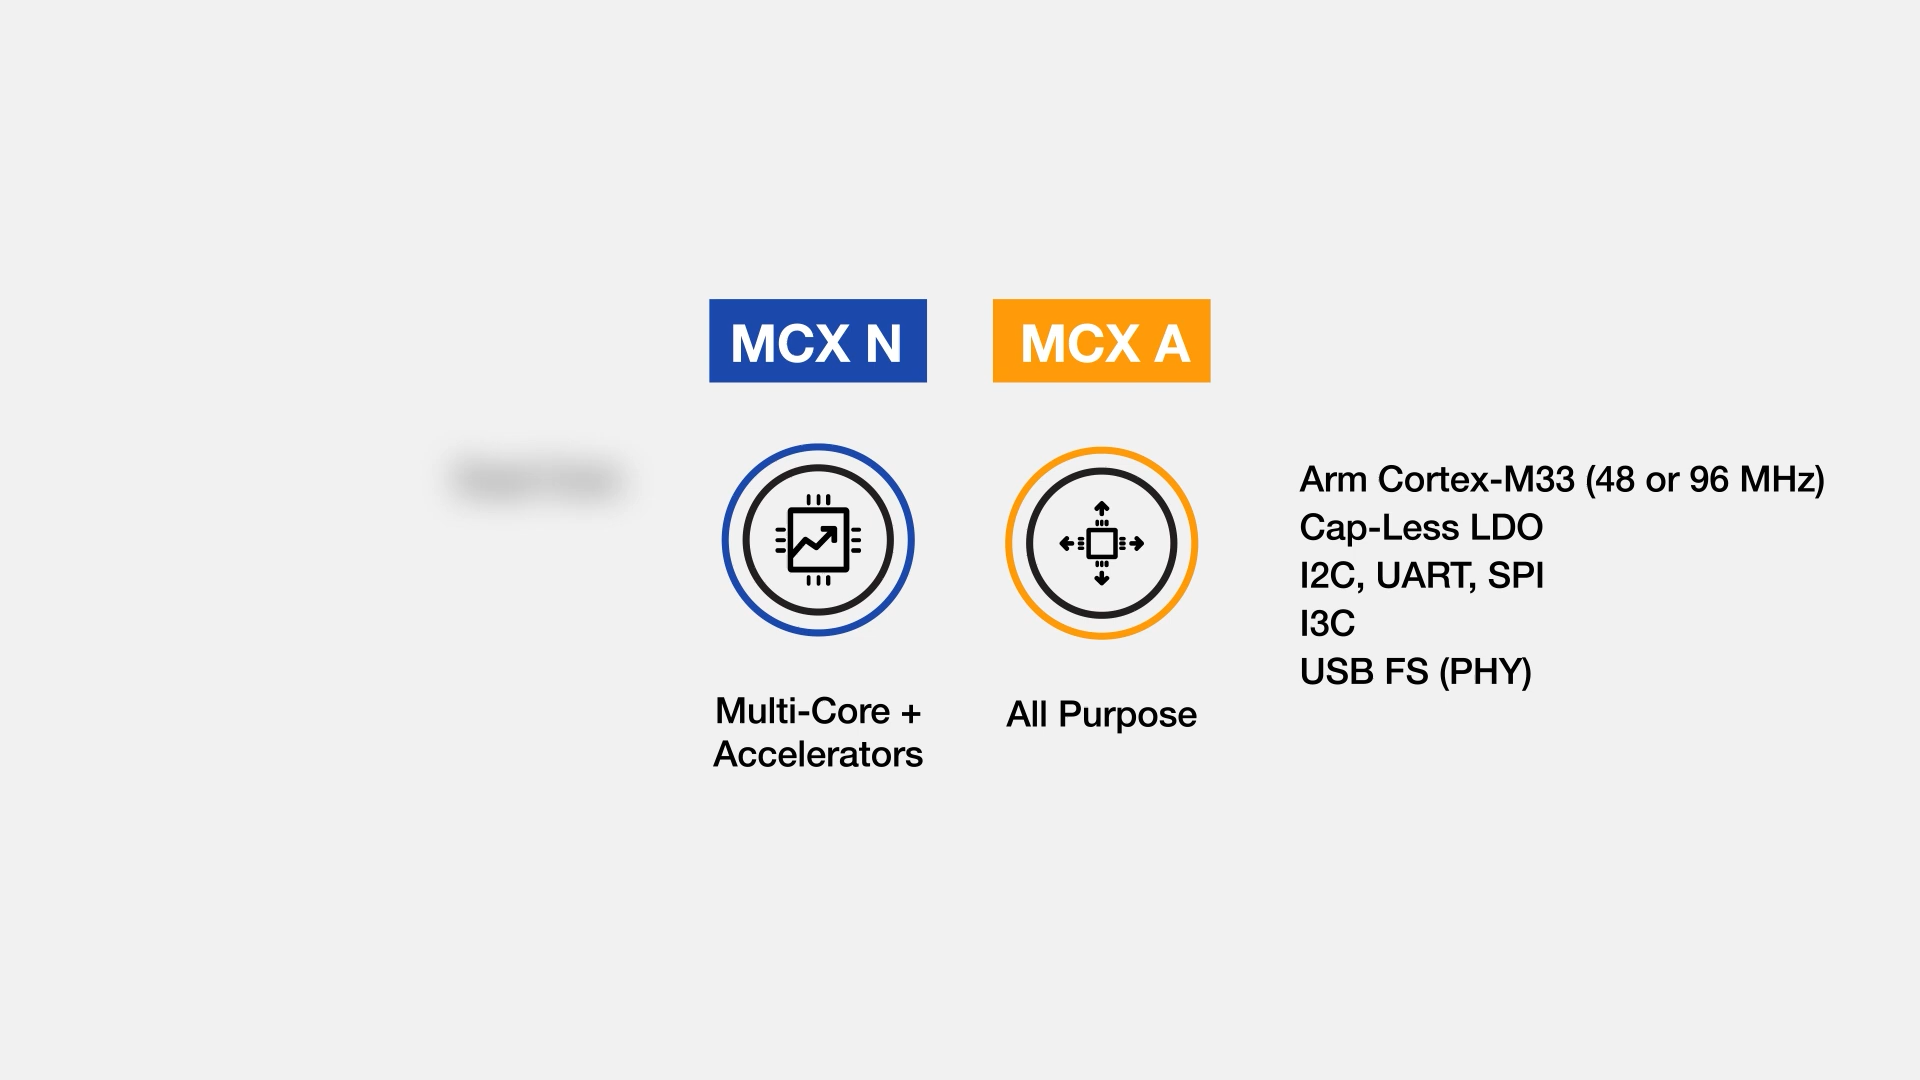 MCX N
MCX A
Multi-Core +
Accelerators
All Purpose
Arm Cortex-M33 (48 or 96 MHz)
Cap-Less LDO
I2C, UART, SPI
I3C
USB FS (PHY)